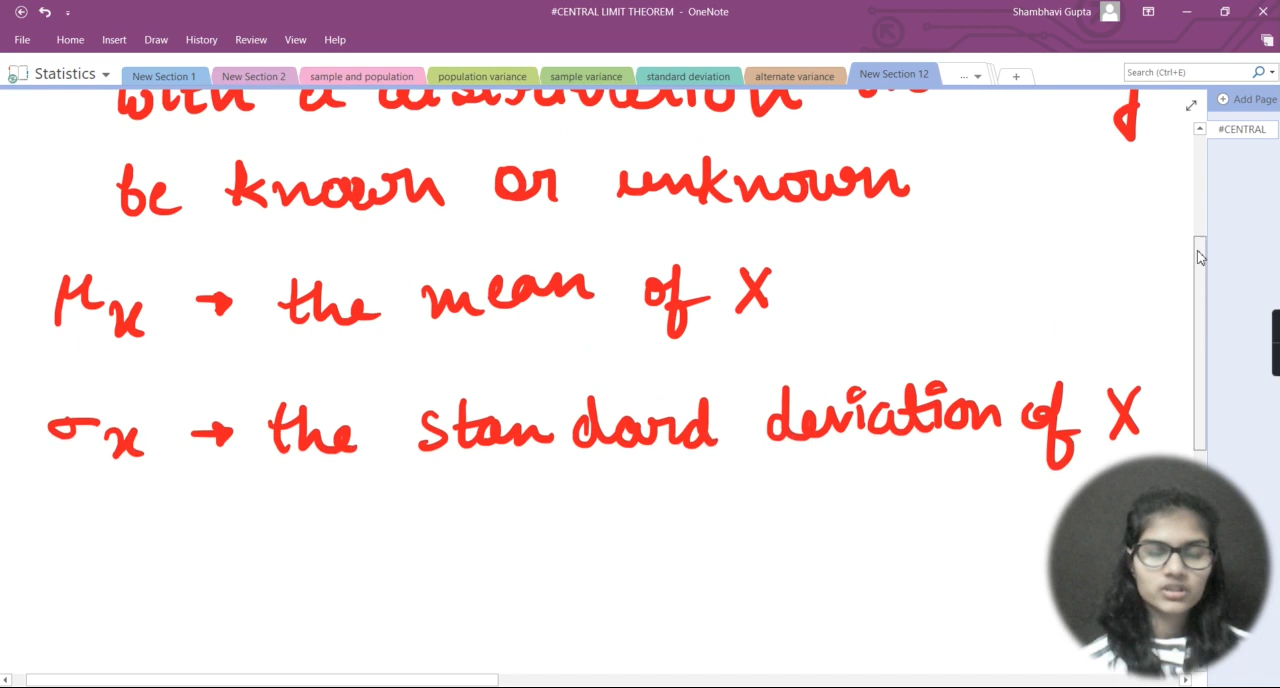 #CENTRAL LIMIT THEOREM - OneNote
Shambhavi Gupta
File Home Insert Draw History Review View Help
Statistics
New Section 1
New Section 2
sample and population
population variance
sample variance
standard deviation
alternate variance
New Section 12
...
+
Search (Ctrl+E)
Add Page
#CENTRAL
with a distribution
be known or unknown
μx → the mean of X
σx → the standard deviation of X